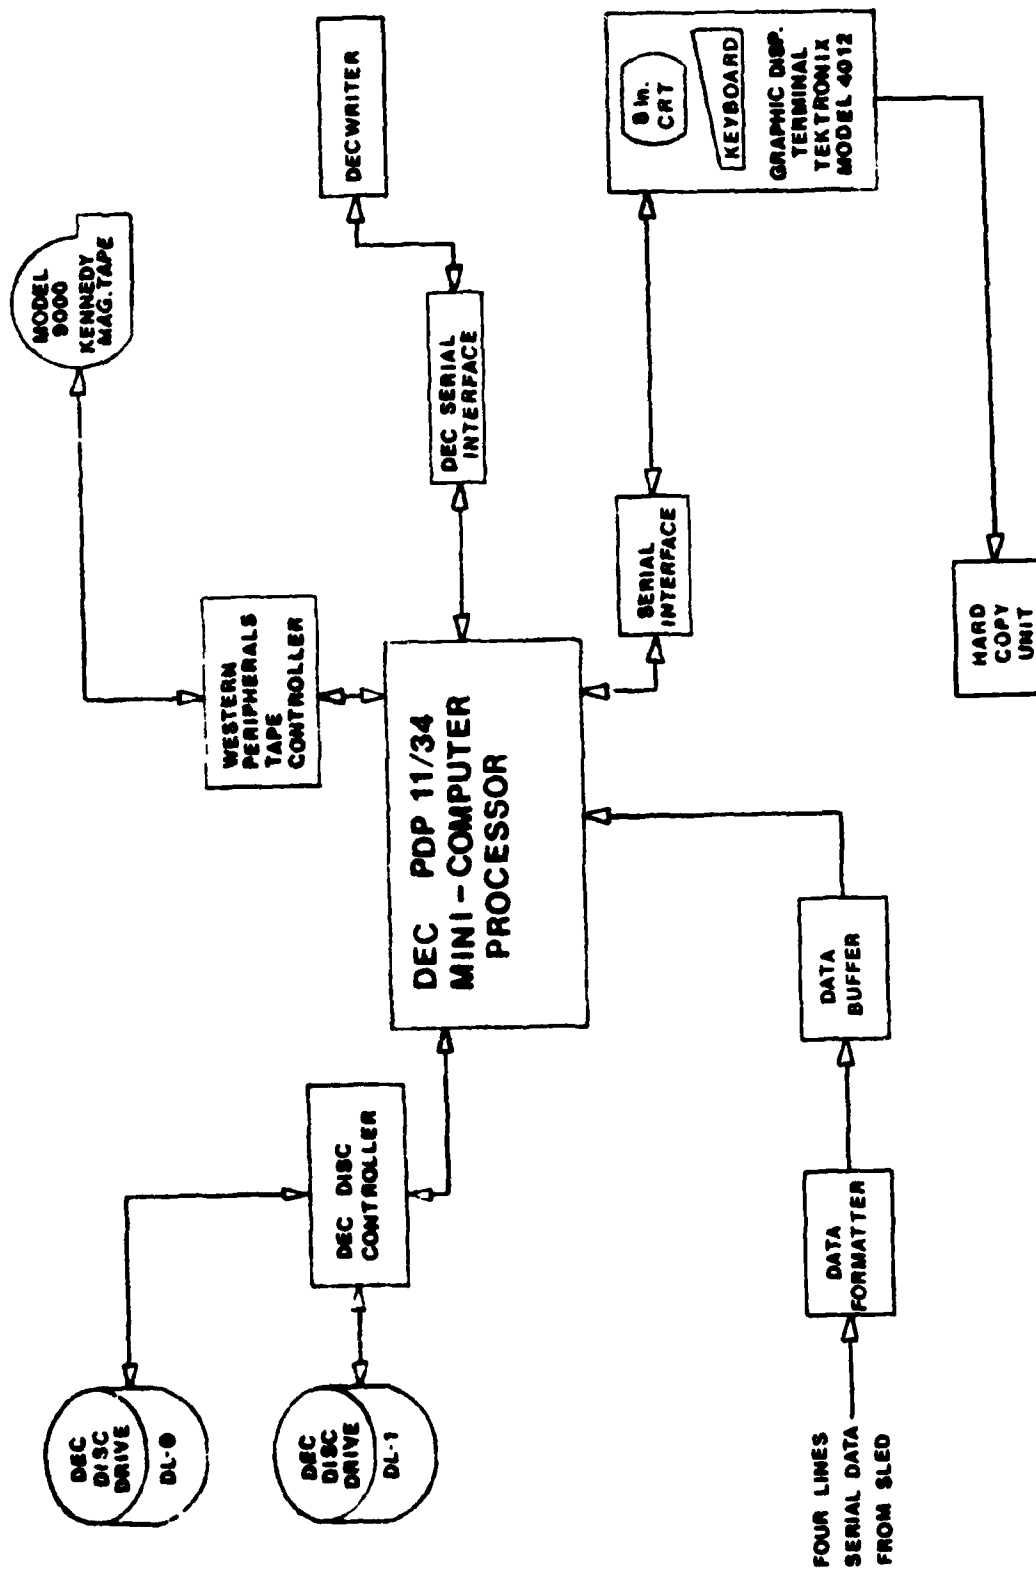 DEC
DISC
DRIVE
DL-0
DEC
DISC
DRIVE
DL-1
DEC DISC
CONTROLLER
WESTERN
PERIPHERALS
TAPE
CONTROLLER
MODEL
9000
KENNEDY
MAG. TAPE
DEC PDP 11/34
MINI-COMPUTER
PROCESSOR
DEC SERIAL
INTERFACE
DECWRITER
SERIAL
INTERFACE
8 in.
CRT
KEYBOARD
GRAPHIC DISP.
TERMINAL
TEKTRONIX
MODEL 4012
HARD
COPY
UNIT
FOUR LINES
SERIAL DATA
FROM SLED
DATA
FORMATTER
DATA
BUFFER